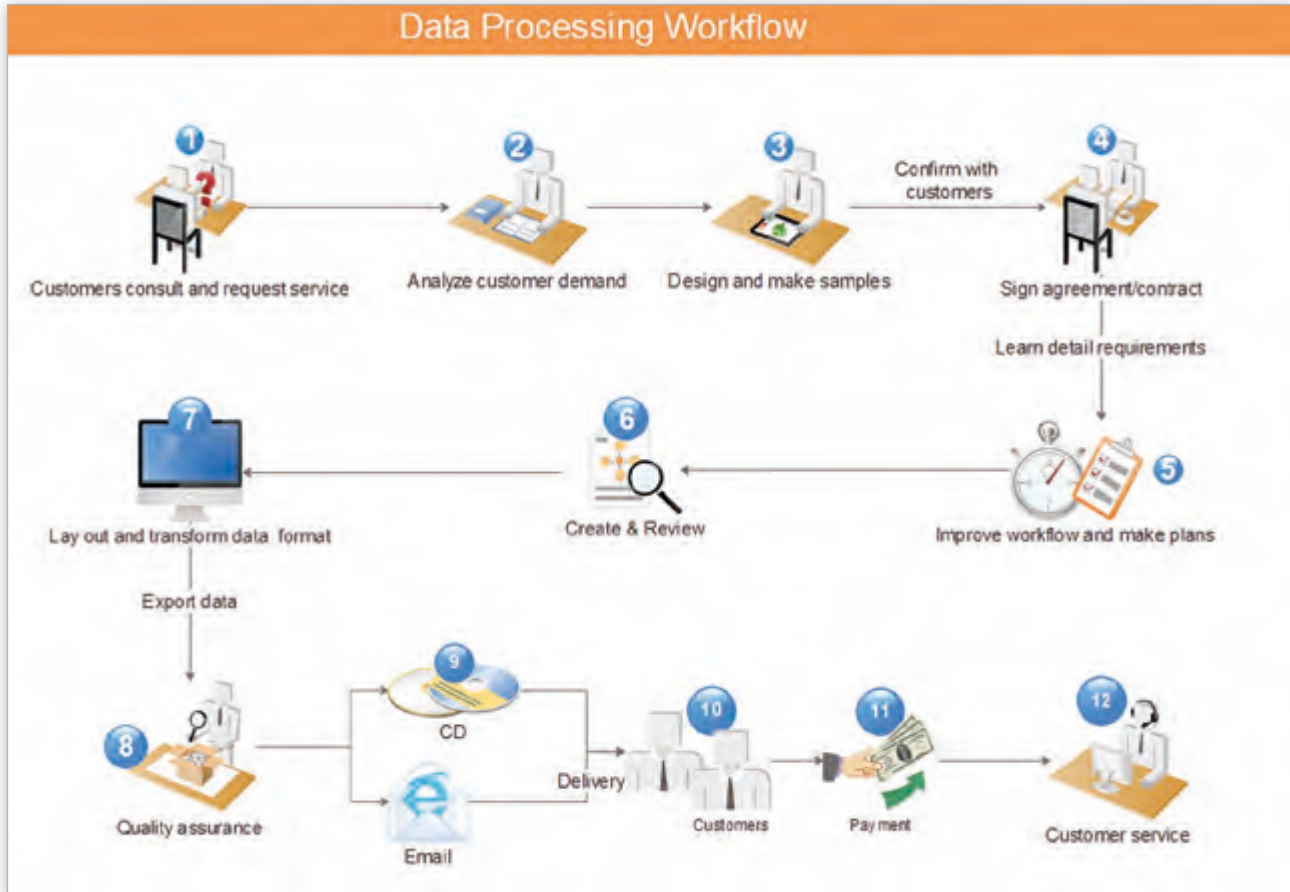 Data Processing Workflow
1
2
3
4
Confirm with
customers
?
Customers consult and request service
Analyze customer demand
Design and make samples
Sign agreement/contract
Learn detail requirements
7
6
5
Lay out and transform data format
Create & Review
Improve workflow and make plans
Export data
9
10
11
12
8
CD
Delivery
Quality assurance
Email
Customers
Payment
Customer service